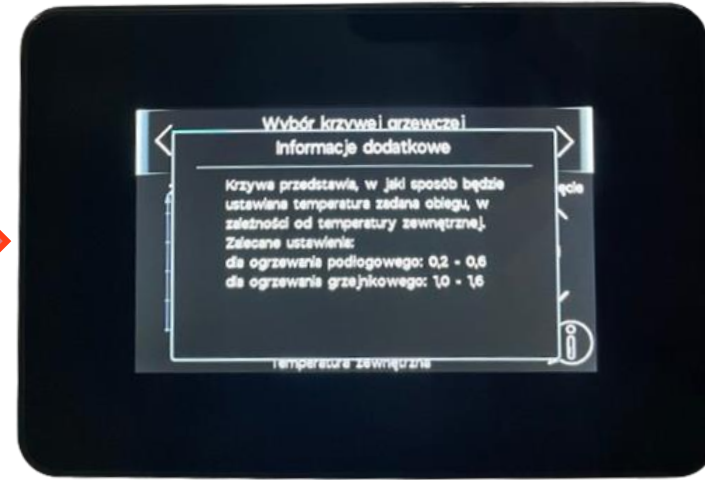 Wybór krzywej grzewczej
Informacje dodatkowe
Krzywa przedstawia, w jaki sposób będzie
ustawiana temperatura zadana obiegu, w
zależności od temperatury zewnętrznej.
Zalecane ustawienia:
dla ogrzewania podłogowego: 0,2 - 0,6
dla ogrzewania grzejnikowego: 1,0 - 1,6
Temperatura zewnętrzna